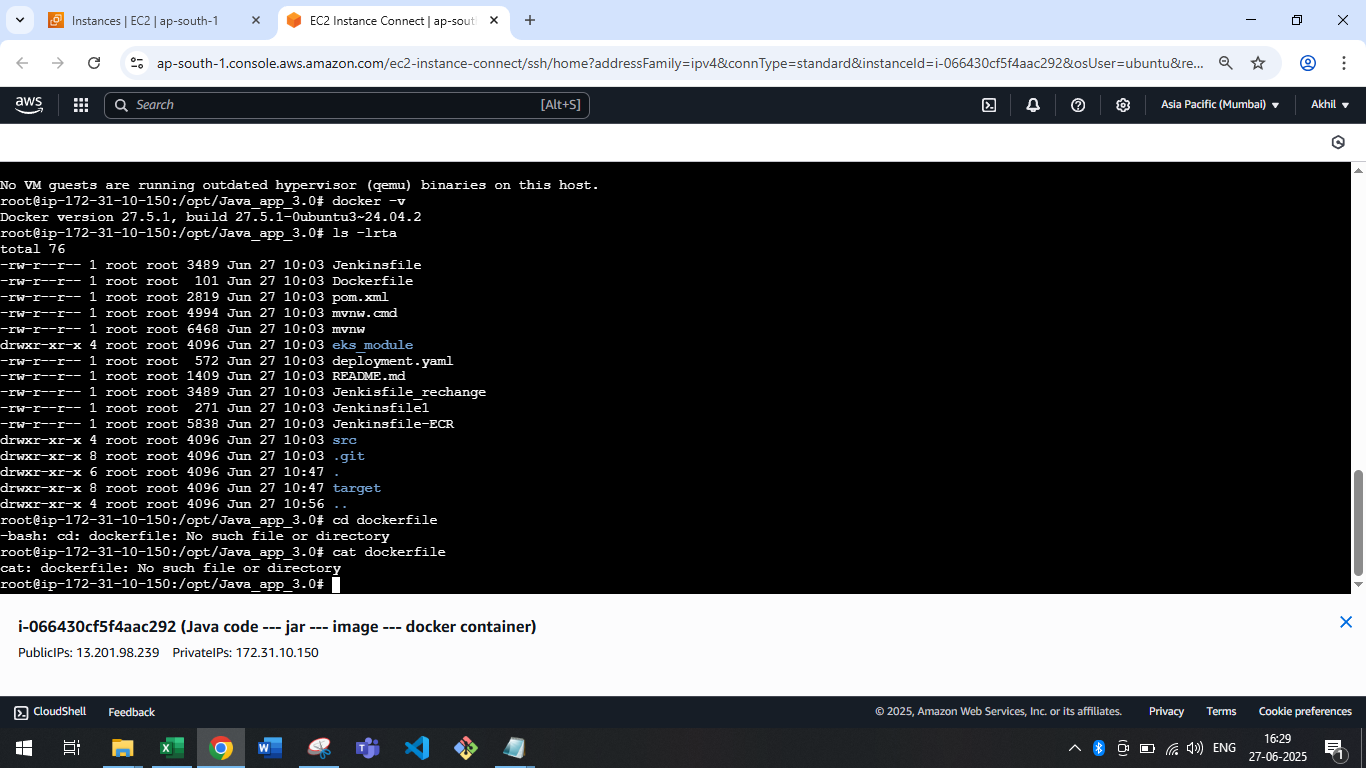 Instances | EC2 | ap-south-1
EC2 Instance Connect | ap-sou
ap-south-1.console.aws.amazon.com/ec2-instance-connect/ssh/home?addressFamily=ipv4&connType=standard&instanceId=i-066430cf5f4aac292&osUser=ubuntu&re...
aws
Search
[Alt+S]
Asia Pacific (Mumbai)
Akhil
No VM guests are running outdated hypervisor (qemu) binaries on this host.
root@ip-172-31-10-150:/opt/Java_app_3.0# docker -v
Docker version 27.5.1, build 27.5.1-0ubuntu3~24.04.2
root@ip-172-31-10-150:/opt/Java_app_3.0# ls -lrta
total 76
-rw-r--r-- 1 root root 3489 Jun 27 10:03 Jenkinsfile
-rw-r--r-- 1 root root  101 Jun 27 10:03 Dockerfile
-rw-r--r-- 1 root root 2819 Jun 27 10:03 pom.xml
-rw-r--r-- 1 root root 4994 Jun 27 10:03 mvnw.cmd
-rw-r--r-- 1 root root 6468 Jun 27 10:03 mvnw
drwxr-xr-x 4 root root 4096 Jun 27 10:03 eks_module
-rw-r--r-- 1 root root  572 Jun 27 10:03 deployment.yaml
-rw-r--r-- 1 root root 1409 Jun 27 10:03 README.md
-rw-r--r-- 1 root root 3489 Jun 27 10:03 Jenkisfile_rechange
-rw-r--r-- 1 root root  271 Jun 27 10:03 Jenkinsfile1
-rw-r--r-- 1 root root 5838 Jun 27 10:03 Jenkinsfile-ECR
drwxr-xr-x 4 root root 4096 Jun 27 10:03 src
drwxr-xr-x 8 root root 4096 Jun 27 10:03 .git
drwxr-xr-x 6 root root 4096 Jun 27 10:47 .
drwxr-xr-x 8 root root 4096 Jun 27 10:47 target
drwxr-xr-x 4 root root 4096 Jun 27 10:56 ..
root@ip-172-31-10-150:/opt/Java_app_3.0# cd dockerfile
-bash: cd: dockerfile: No such file or directory
root@ip-172-31-10-150:/opt/Java_app_3.0# cat dockerfile
cat: dockerfile: No such file or directory
root@ip-172-31-10-150:/opt/Java_app_3.0#
i-066430cf5f4aac292 (Java code --- jar --- image --- docker container)
PublicIPs: 13.201.98.239 PrivateIPs: 172.31.10.150
CloudShell
Feedback
© 2025, Amazon Web Services, Inc. or its affiliates.
Privacy
Terms
Cookie preferences
ENG
16:29
27-06-2025
1